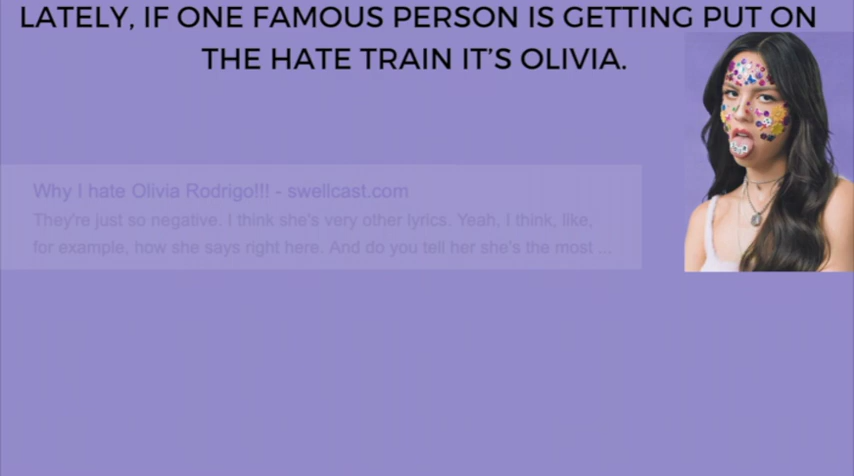 LATELY, IF ONE FAMOUS PERSON IS GETTING PUT ON
THE HATE TRAIN IT'S OLIVIA.
Why I hate Olivia Rodrigo!!! - swellcast.com
They're just so negative. I think she's very other lyrics. Yeah, I think, like,
for example, how she says right here. And do you tell her she's the most ...